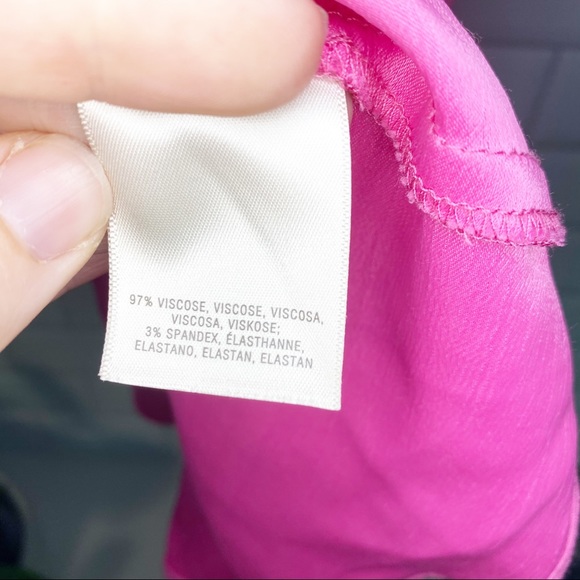 97% VISCOSE, VISCOSE, VISCOSA,
VISCOSA, VISKOSE;
3% SPANDEX, ÉLASTHANNE,
ELASTANO, ELASTAN, ELASTAN